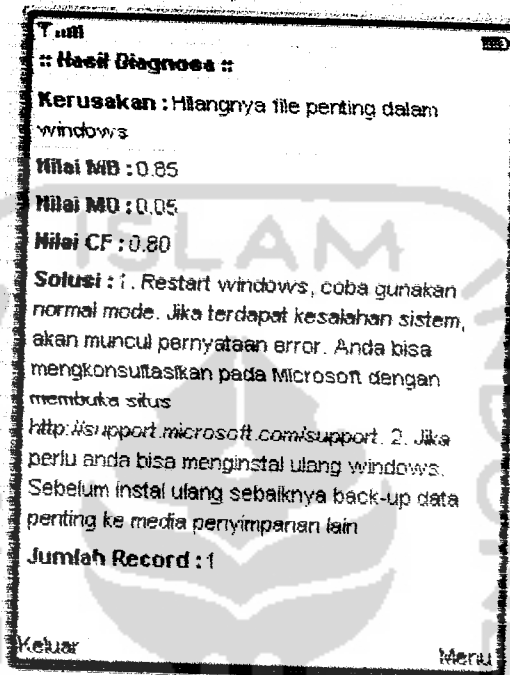 :: Hasil Diagnosa ::
Kerusakan : Hilangnya file penting dalam
windows
Nilai MB : 0.85
Nilai MD : 0.05
Nilai CF : 0.80
Solusi : 1. Restart windows, coba gunakan
normal mode. Jika terdapat kesalahan sistem,
akan muncul pernyataan error. Anda bisa
mengkonsultasikan pada Microsoft dengan
membuka situs
http://support.microsoft.com/support. 2. Jika
perlu anda bisa menginstal ulang windows.
Sebelum instal ulang sebaiknya back-up data
penting ke media penyimpanan lain
Jumlah Record : 1
Keluar
Menu
ISLAM